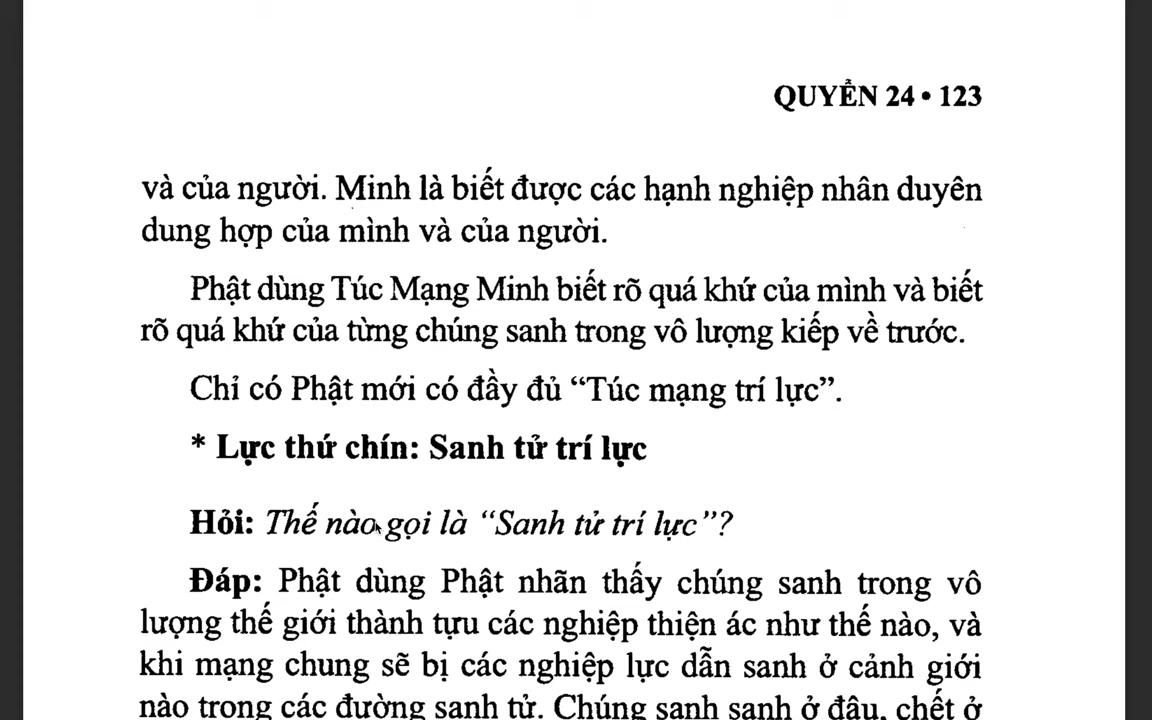 QUYỂN 24 • 123
và của người. Minh là biết được các hạnh nghiệp nhân duyên
dung hợp của mình và của người.
Phật dùng Túc Mạng Minh biết rõ quá khứ của mình và biết
rõ quá khứ của từng chúng sanh trong vô lượng kiếp về trước.
Chỉ có Phật mới có đầy đủ “Túc mạng trí lực”.
* Lực thứ chín: Sanh tử trí lực
Hỏi: Thế nào gọi là “Sanh tử trí lực”?
Đáp: Phật dùng Phật nhãn thấy chúng sanh trong vô
lượng thế giới thành tựu các nghiệp thiện ác như thế nào, và
khi mạng chung sẽ bị các nghiệp lực dẫn sanh ở cảnh giới
nào trong các đường sanh tử. Chúng sanh sanh ở đâu, chết ở